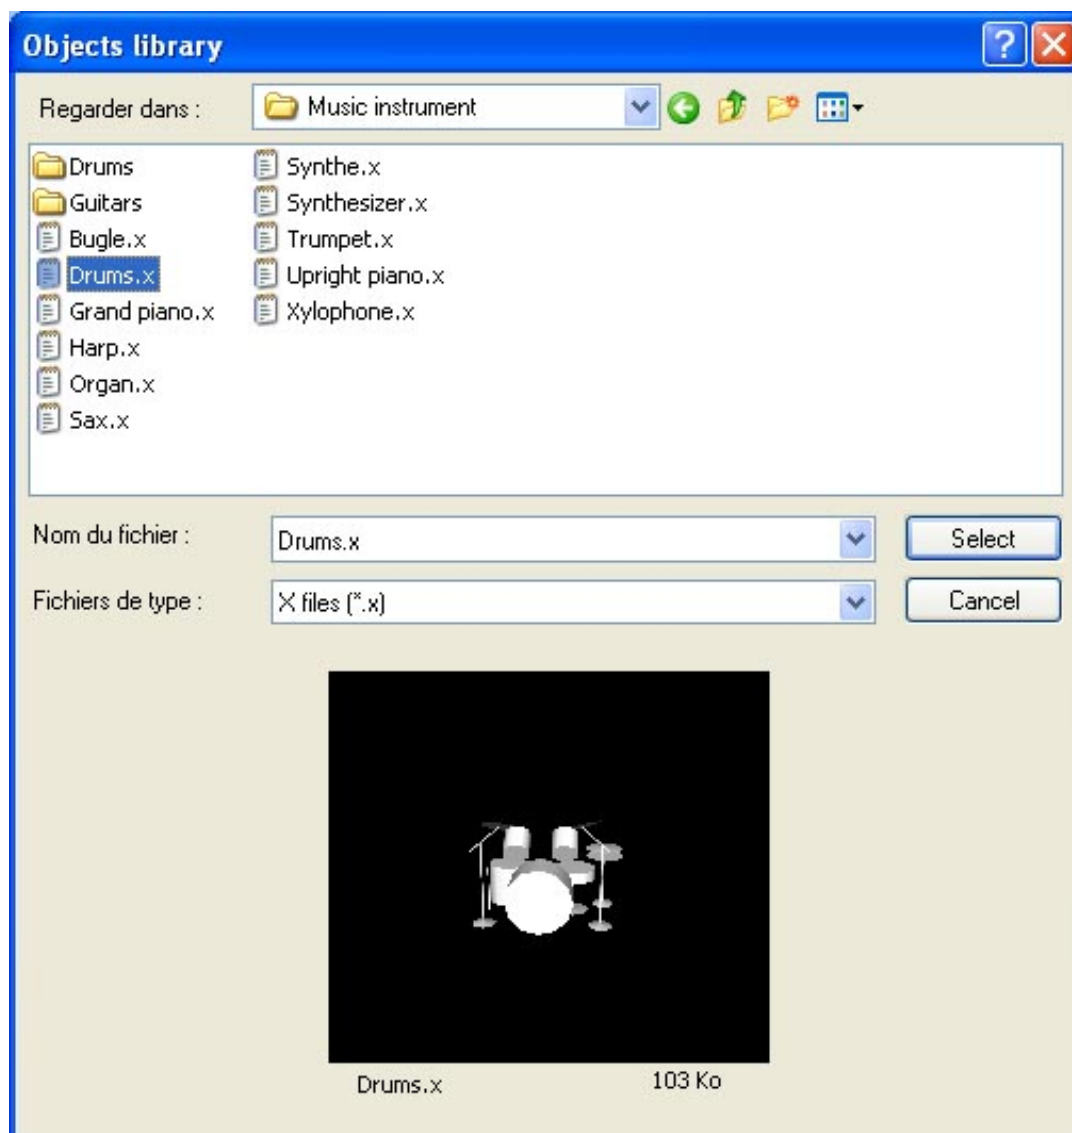 Objects library
Regarder dans :
Music instrument
Drums
Guitars
Bugle.x
Drums.x
Grand piano.x
Harp.x
Organ.x
Sax.x
Synthe.x
Synthesizer.x
Trumpet.x
Upright piano.x
Xylophone.x
Nom du fichier :
Drums.x
Select
Fichiers de type :
X files (*.x)
Cancel
Drums.x
103 Ko